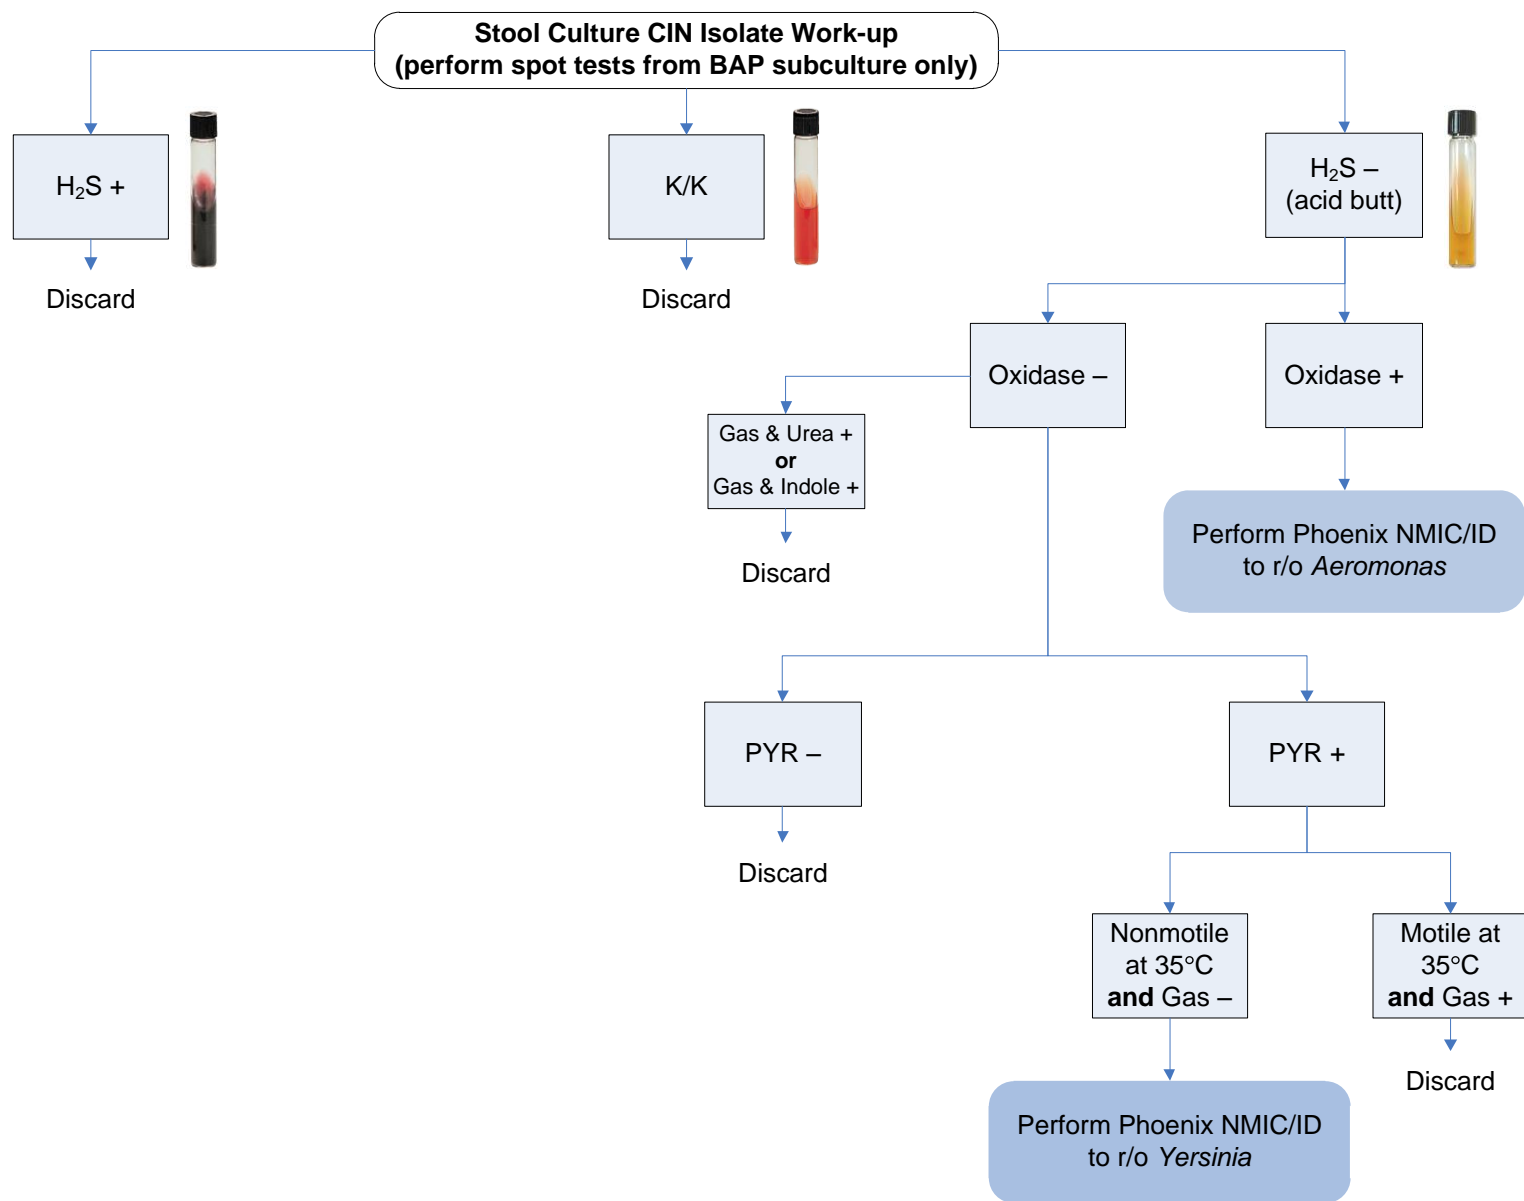 Stool Culture CIN Isolate Work-up
(perform spot tests from BAP subculture only)
H₂S +
K/K
H₂S –
(acid butt)
Discard
Discard
Oxidase –
Oxidase +
Gas & Urea +
or
Gas & Indole +
Discard
Perform Phoenix NMIC/ID
to r/o Aeromonas
PYR –
PYR +
Discard
Nonmotile
at 35°C
and Gas –
Motile at
35°C
and Gas +
Discard
Perform Phoenix NMIC/ID
to r/o Yersinia